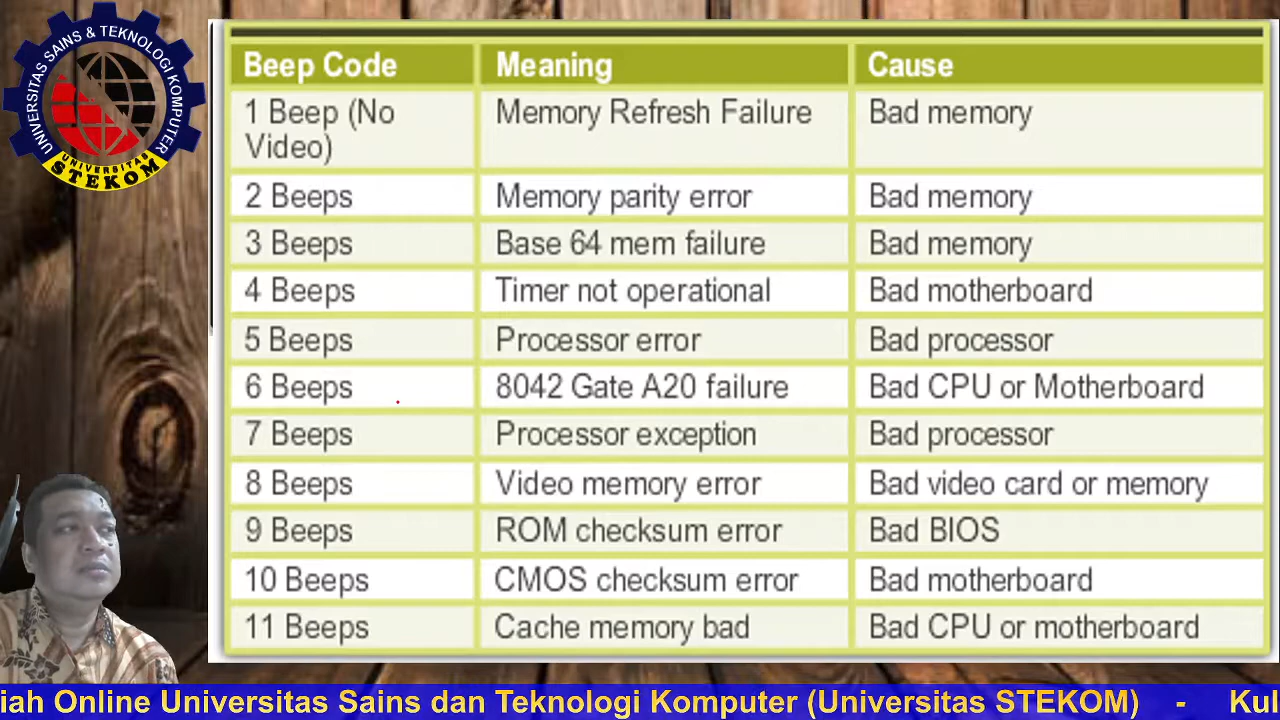 UNIVERSITAS SAINS & TEKNOLOGI KOMPUTER
UNIVERSITAS
STEKOM
Beep Code Meaning Cause
1 Beep (No Memory Refresh Failure Bad memory
Video)
2 Beeps Memory parity error Bad memory
3 Beeps Base 64 mem failure Bad memory
4 Beeps Timer not operational Bad motherboard
5 Beeps Processor error Bad processor
6 Beeps 8042 Gate A20 failure Bad CPU or Motherboard
7 Beeps Processor exception Bad processor
8 Beeps Video memory error Bad video card or memory
9 Beeps ROM checksum error Bad BIOS
10 Beeps CMOS checksum error Bad motherboard
11 Beeps Cache memory bad Bad CPU or motherboard
iah Online Universitas Sains dan Teknologi Komputer (Universitas STEKOM) - Kul